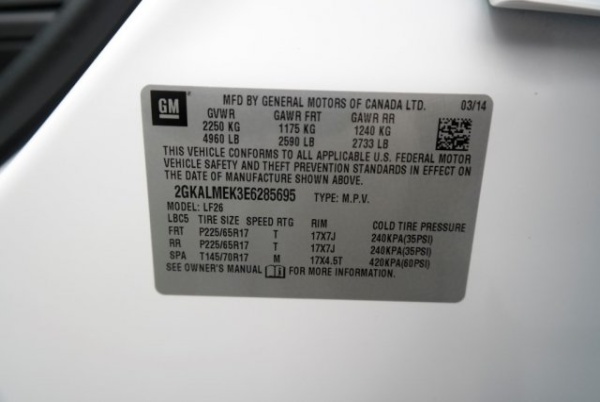 GM
MFD BY GENERAL MOTORS OF CANADA LTD. 03/14
GVWR GAWR FRT GAWR RR
2250 KG 1175 KG 1240 KG
4960 LB 2590 LB 2733 LB
THIS VEHICLE CONFORMS TO ALL APPLICABLE U.S. FEDERAL MOTOR
VEHICLE SAFETY AND THEFT PREVENTION STANDARDS IN EFFECT ON
THE DATE OF MANUFACTURE SHOWN ABOVE.
2GKALMEK3E6285695 TYPE: M.P.V.
MODEL: LF26
LBC5 TIRE SIZE SPEED RTG RIM COLD TIRE PRESSURE
FRT P225/65R17 T 17X7J 240KPA(35PSI)
RR P225/65R17 T 17X7J 240KPA(35PSI)
SPA T145/70R17 M 17X4.5T 420KPA(60PSI)
SEE OWNER'S MANUAL FOR MORE INFORMATION